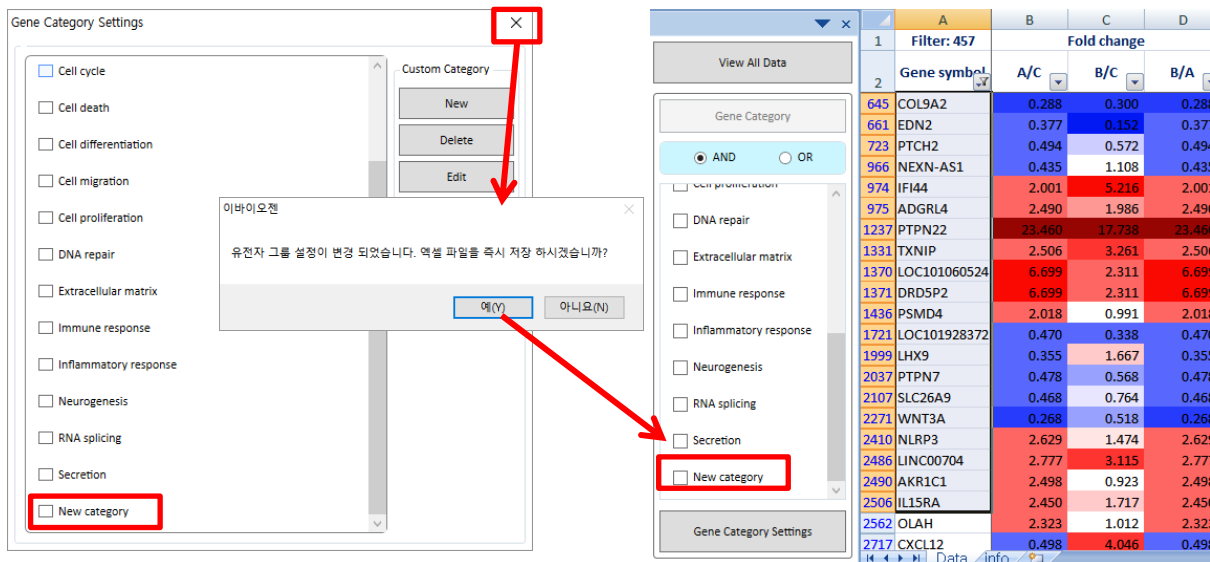 Gene Category Settings
Cell cycle
Cell death
Cell differentiation
Cell migration
Cell proliferation
DNA repair
Extracellular matrix
Immune response
Inflammatory response
Neurogenesis
RNA splicing
Secretion
New category
Custom Category
New
Delete
Edit
이바이오젠
유전자 그룹 설정이 변경 되었습니다. 엑셀 파일을 즉시 저장 하시겠습니까?
예(Y) 아니요(N)
View All Data
Gene Category
AND OR
Cell proliferation
DNA repair
Extracellular matrix
Immune response
Inflammatory response
Neurogenesis
RNA splicing
Secretion
New category
Gene Category Settings
A B C D
1 Filter: 457 Fold change
2 Gene symbol A/C B/C B/A
645 COL9A2 0.288 0.300 0.288
661 EDN2 0.377 0.152 0.377
723 PTCH2 0.494 0.572 0.494
966 NEXN-AS1 0.435 1.108 0.435
974 IFI44 2.001 5.216 2.001
975 ADGRL4 2.490 1.986 2.490
1237 PTPN22 23.460 17.738 23.460
1331 TXNIP 2.506 3.261 2.506
1370 LOC101060524 6.699 2.311 6.699
1371 DRD5P2 6.699 2.311 6.699
1436 PSMD4 2.018 0.991 2.018
1721 LOC101928372 0.470 0.338 0.470
1999 LHX9 0.355 1.667 0.355
2037 PTPN7 0.478 0.568 0.478
2107 SLC26A9 0.468 0.764 0.468
2271 WNT3A 0.268 0.518 0.268
2410 NLRP3 2.629 1.474 2.629
2486 LINC00704 2.777 3.115 2.777
2490 AKR1C1 2.498 0.923 2.498
2506 IL15RA 2.450 1.717 2.450
2562 OLAH 2.323 1.012 2.323
2717 CXCL12 0.498 4.046 0.498
Data info